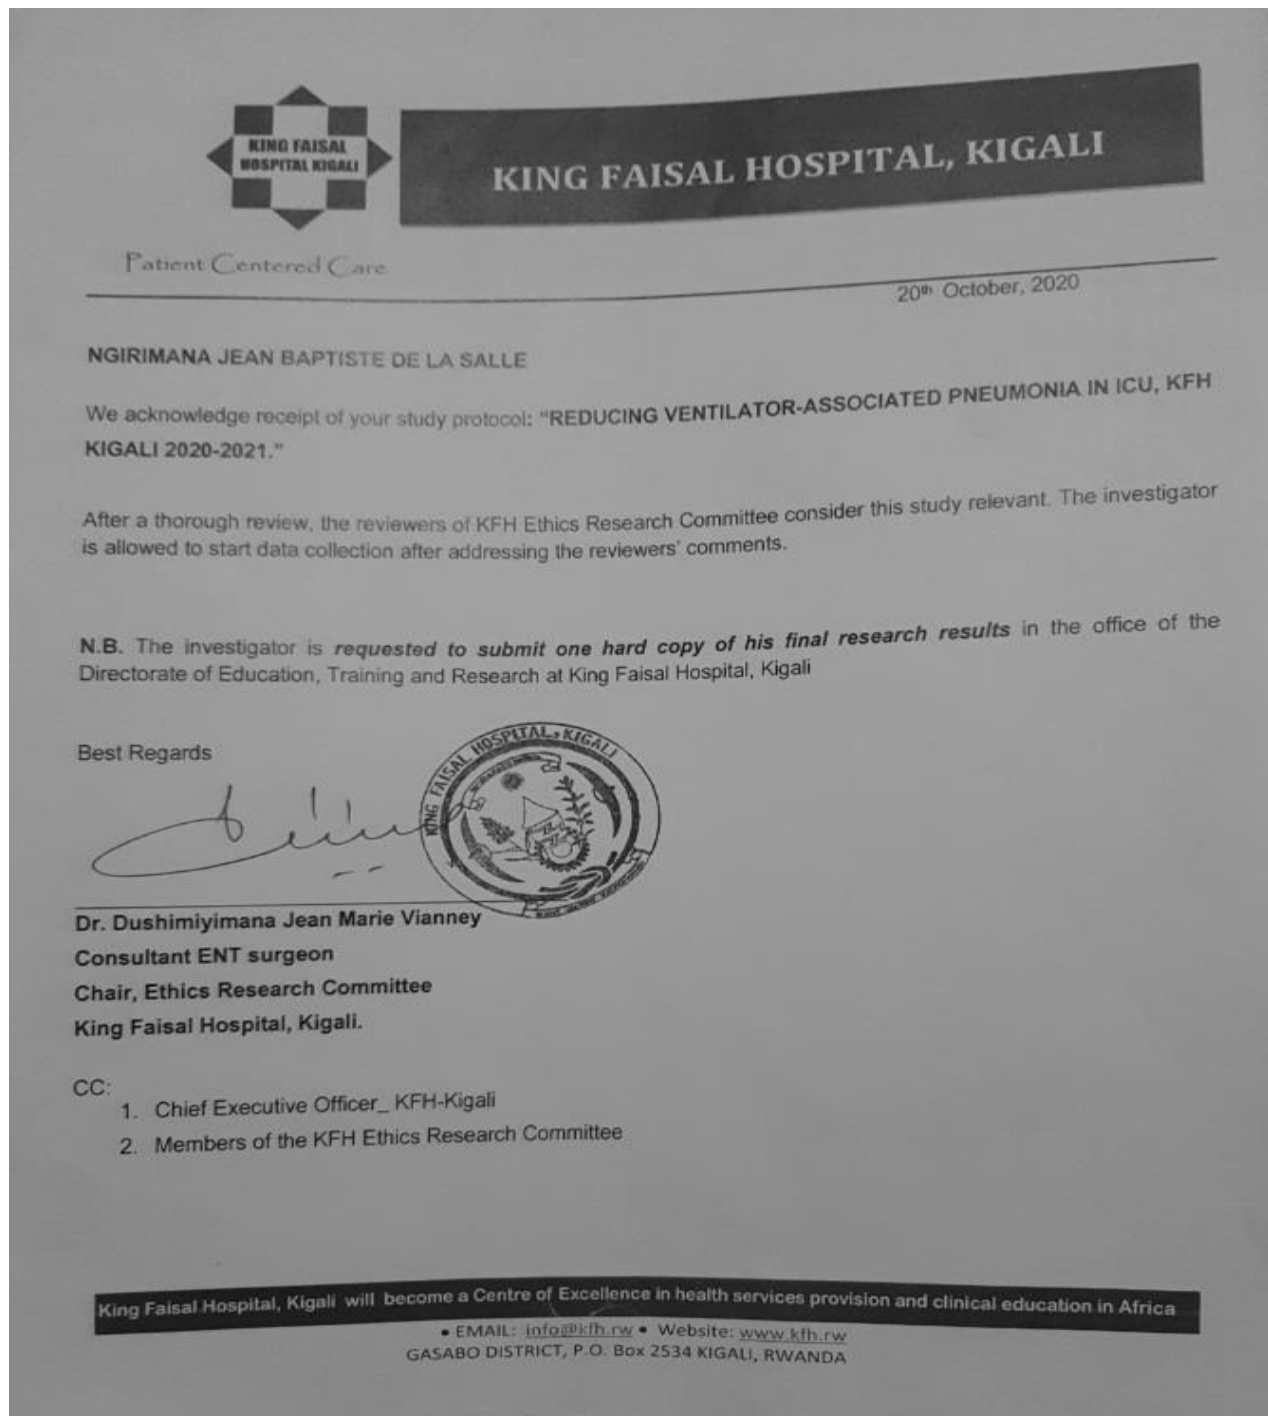 KING FAISAL
HOSPITAL KIGALI
KING FAISAL HOSPITAL, KIGALI
Patient Centered Care
20th October, 2020
NGIRIMANA JEAN BAPTISTE DE LA SALLE
We acknowledge receipt of your study protocol: "REDUCING VENTILATOR-ASSOCIATED PNEUMONIA IN ICU, KFH
KIGALI 2020-2021."
After a thorough review, the reviewers of KFH Ethics Research Committee consider this study relevant. The investigator
is allowed to start data collection after addressing the reviewers' comments.
N.B. The investigator is requested to submit one hard copy of his final research results in the office of the
Directorate of Education, Training and Research at King Faisal Hospital, Kigali
Best Regards
KING FAISAL HOSPITAL, KIGALI
Dr. Dushimiyimana Jean Marie Vianney
Consultant ENT surgeon
Chair, Ethics Research Committee
King Faisal Hospital, Kigali.
CC:
1. Chief Executive Officer_ KFH-Kigali
2. Members of the KFH Ethics Research Committee
King Faisal Hospital, Kigali will become a Centre of Excellence in health services provision and clinical education in Africa
• EMAIL: info@kfh.rw • Website: www.kfh.rw
GASABO DISTRICT, P.O. Box 2534 KIGALI, RWANDA